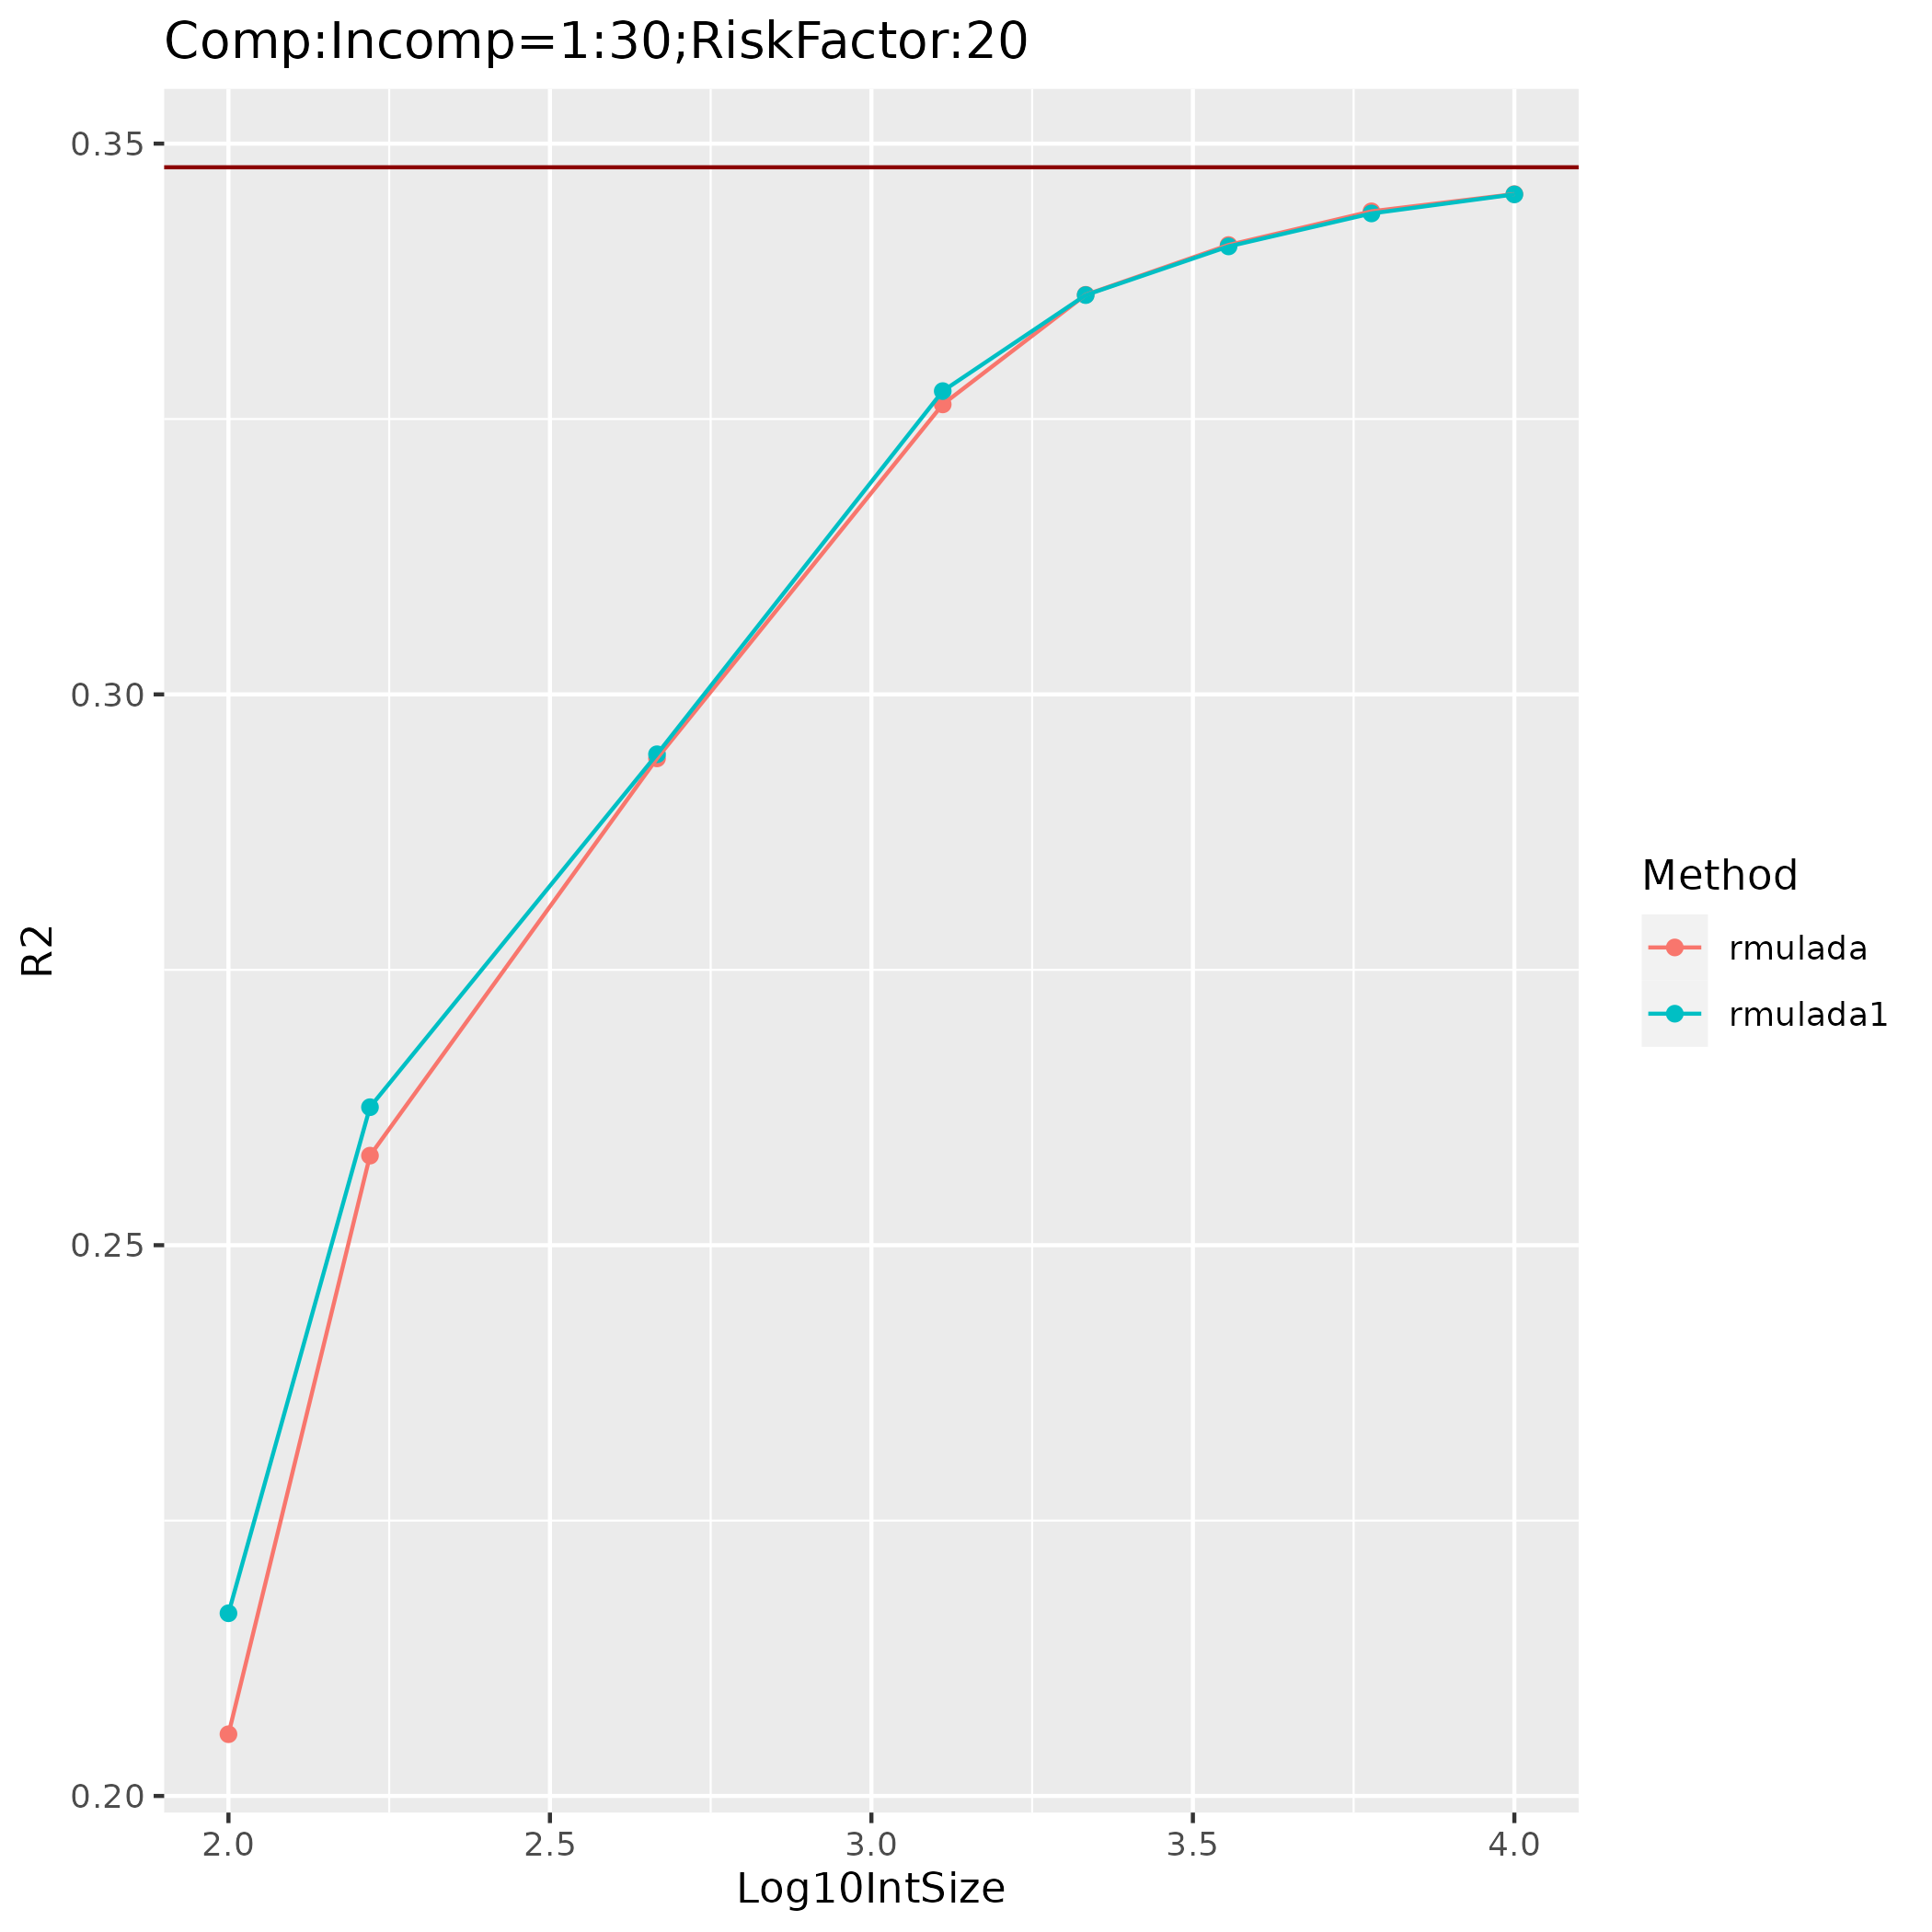 Comp:Incomp=1:30;RiskFactor:20
0.35
0.30
0.25
0.20
R2
2.0 2.5 3.0 3.5 4.0
Log10IntSize
Method
rmulada
rmulada1